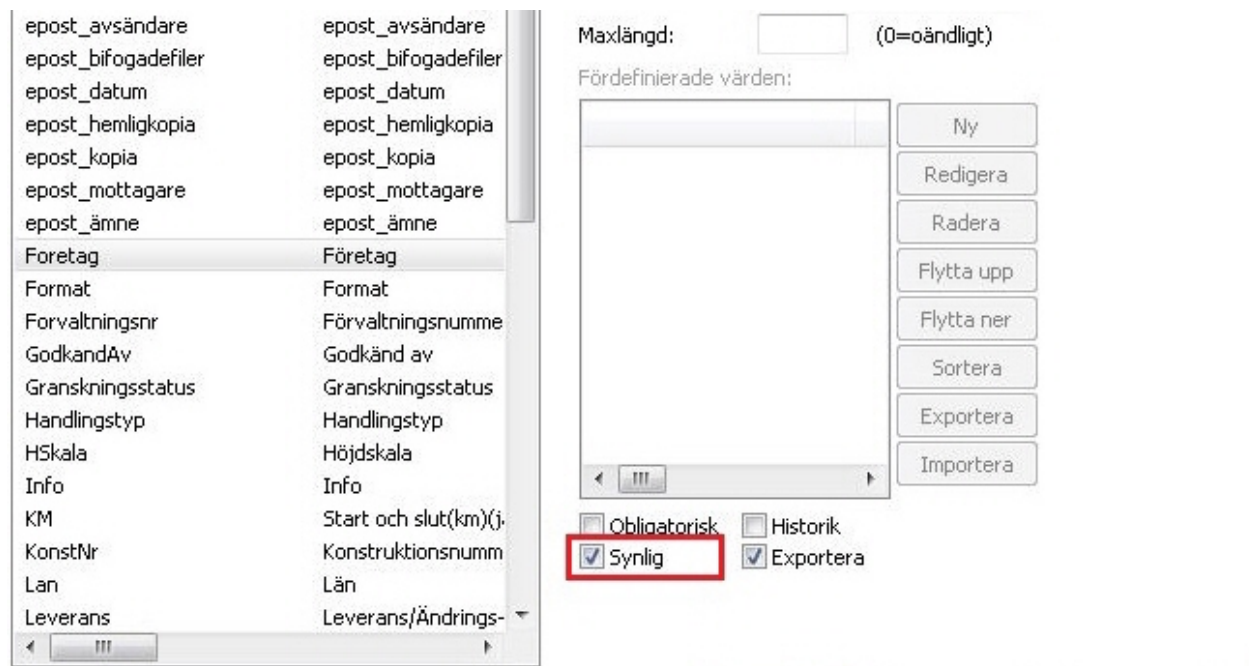 epost_avsändare epost_avsändare
epost_bifogadefiler epost_bifogadefiler
epost_datum epost_datum
epost_hemligkopia epost_hemligkopia
epost_kopia epost_kopia
epost_mottagare epost_mottagare
epost_ämne epost_ämne
Foretag Företag
Format Format
Forvaltningsnr Förvaltningsnumme
GodkandAv Godkänd av
Granskningsstatus Granskningsstatus
Handlingstyp Handlingstyp
HSkala Höjdskala
Info Info
KM Start och slut(km)(j.
KonstNr Konstruktionsnumm
Lan Län
Leverans Leverans/Ändrings-
Maxlängd: (0=oändligt)
Fördefinierade värden:
Ny
Redigera
Radera
Flytta upp
Flytta ner
Sortera
Exportera
Importera
Obligatorisk Historik
Synlig Exportera